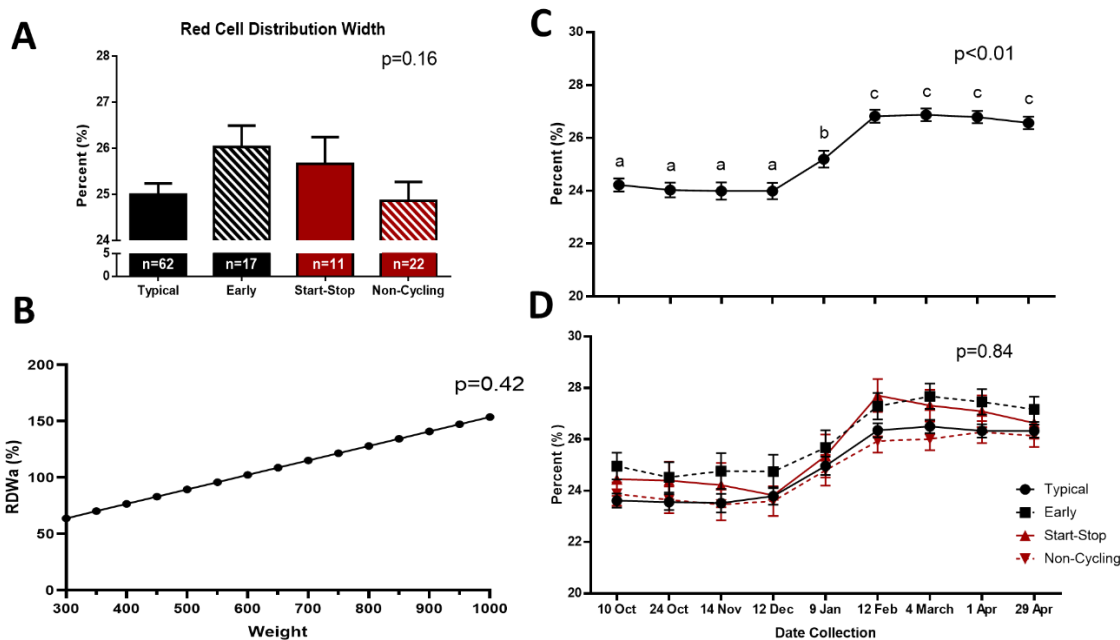 A
Red Cell Distribution Width
p=0.16
Percent (%)
28
26
25
24
5
0
n=62 n=17 n=11 n=22
Typical Early Start-Stop Non-Cycling
B
p=0.42
RDWa (%)
200
150
100
50
0
300 400 500 600 700 800 900 1000
Weight
C
p<0.01
Percent (%)
30
28
26
24
22
20
a a a a b c c c c
D
p=0.84
Percent (%)
30
28
26
24
22
20
Typical
Early
Start-Stop
Non-Cycling
10 Oct 24 Oct 14 Nov 12 Dec 9 Jan 12 Feb 4 March 1 Apr 29 Apr
Date Collection